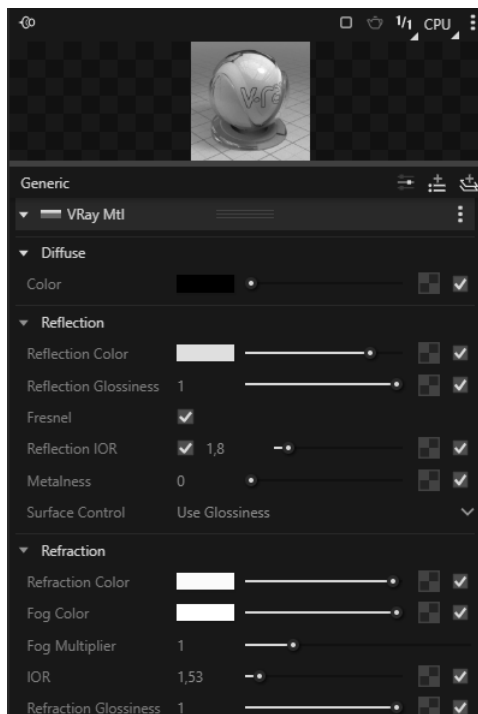 1/1 CPU
V-ra
Generic
VRay Mtl
Diffuse
Color
Reflection
Reflection Color
Reflection Glossiness 1
Fresnel
Reflection IOR 1,8
Metalness 0
Surface Control Use Glossiness
Refraction
Refraction Color
Fog Color
Fog Multiplier 1
IOR 1,53
Refraction Glossiness 1